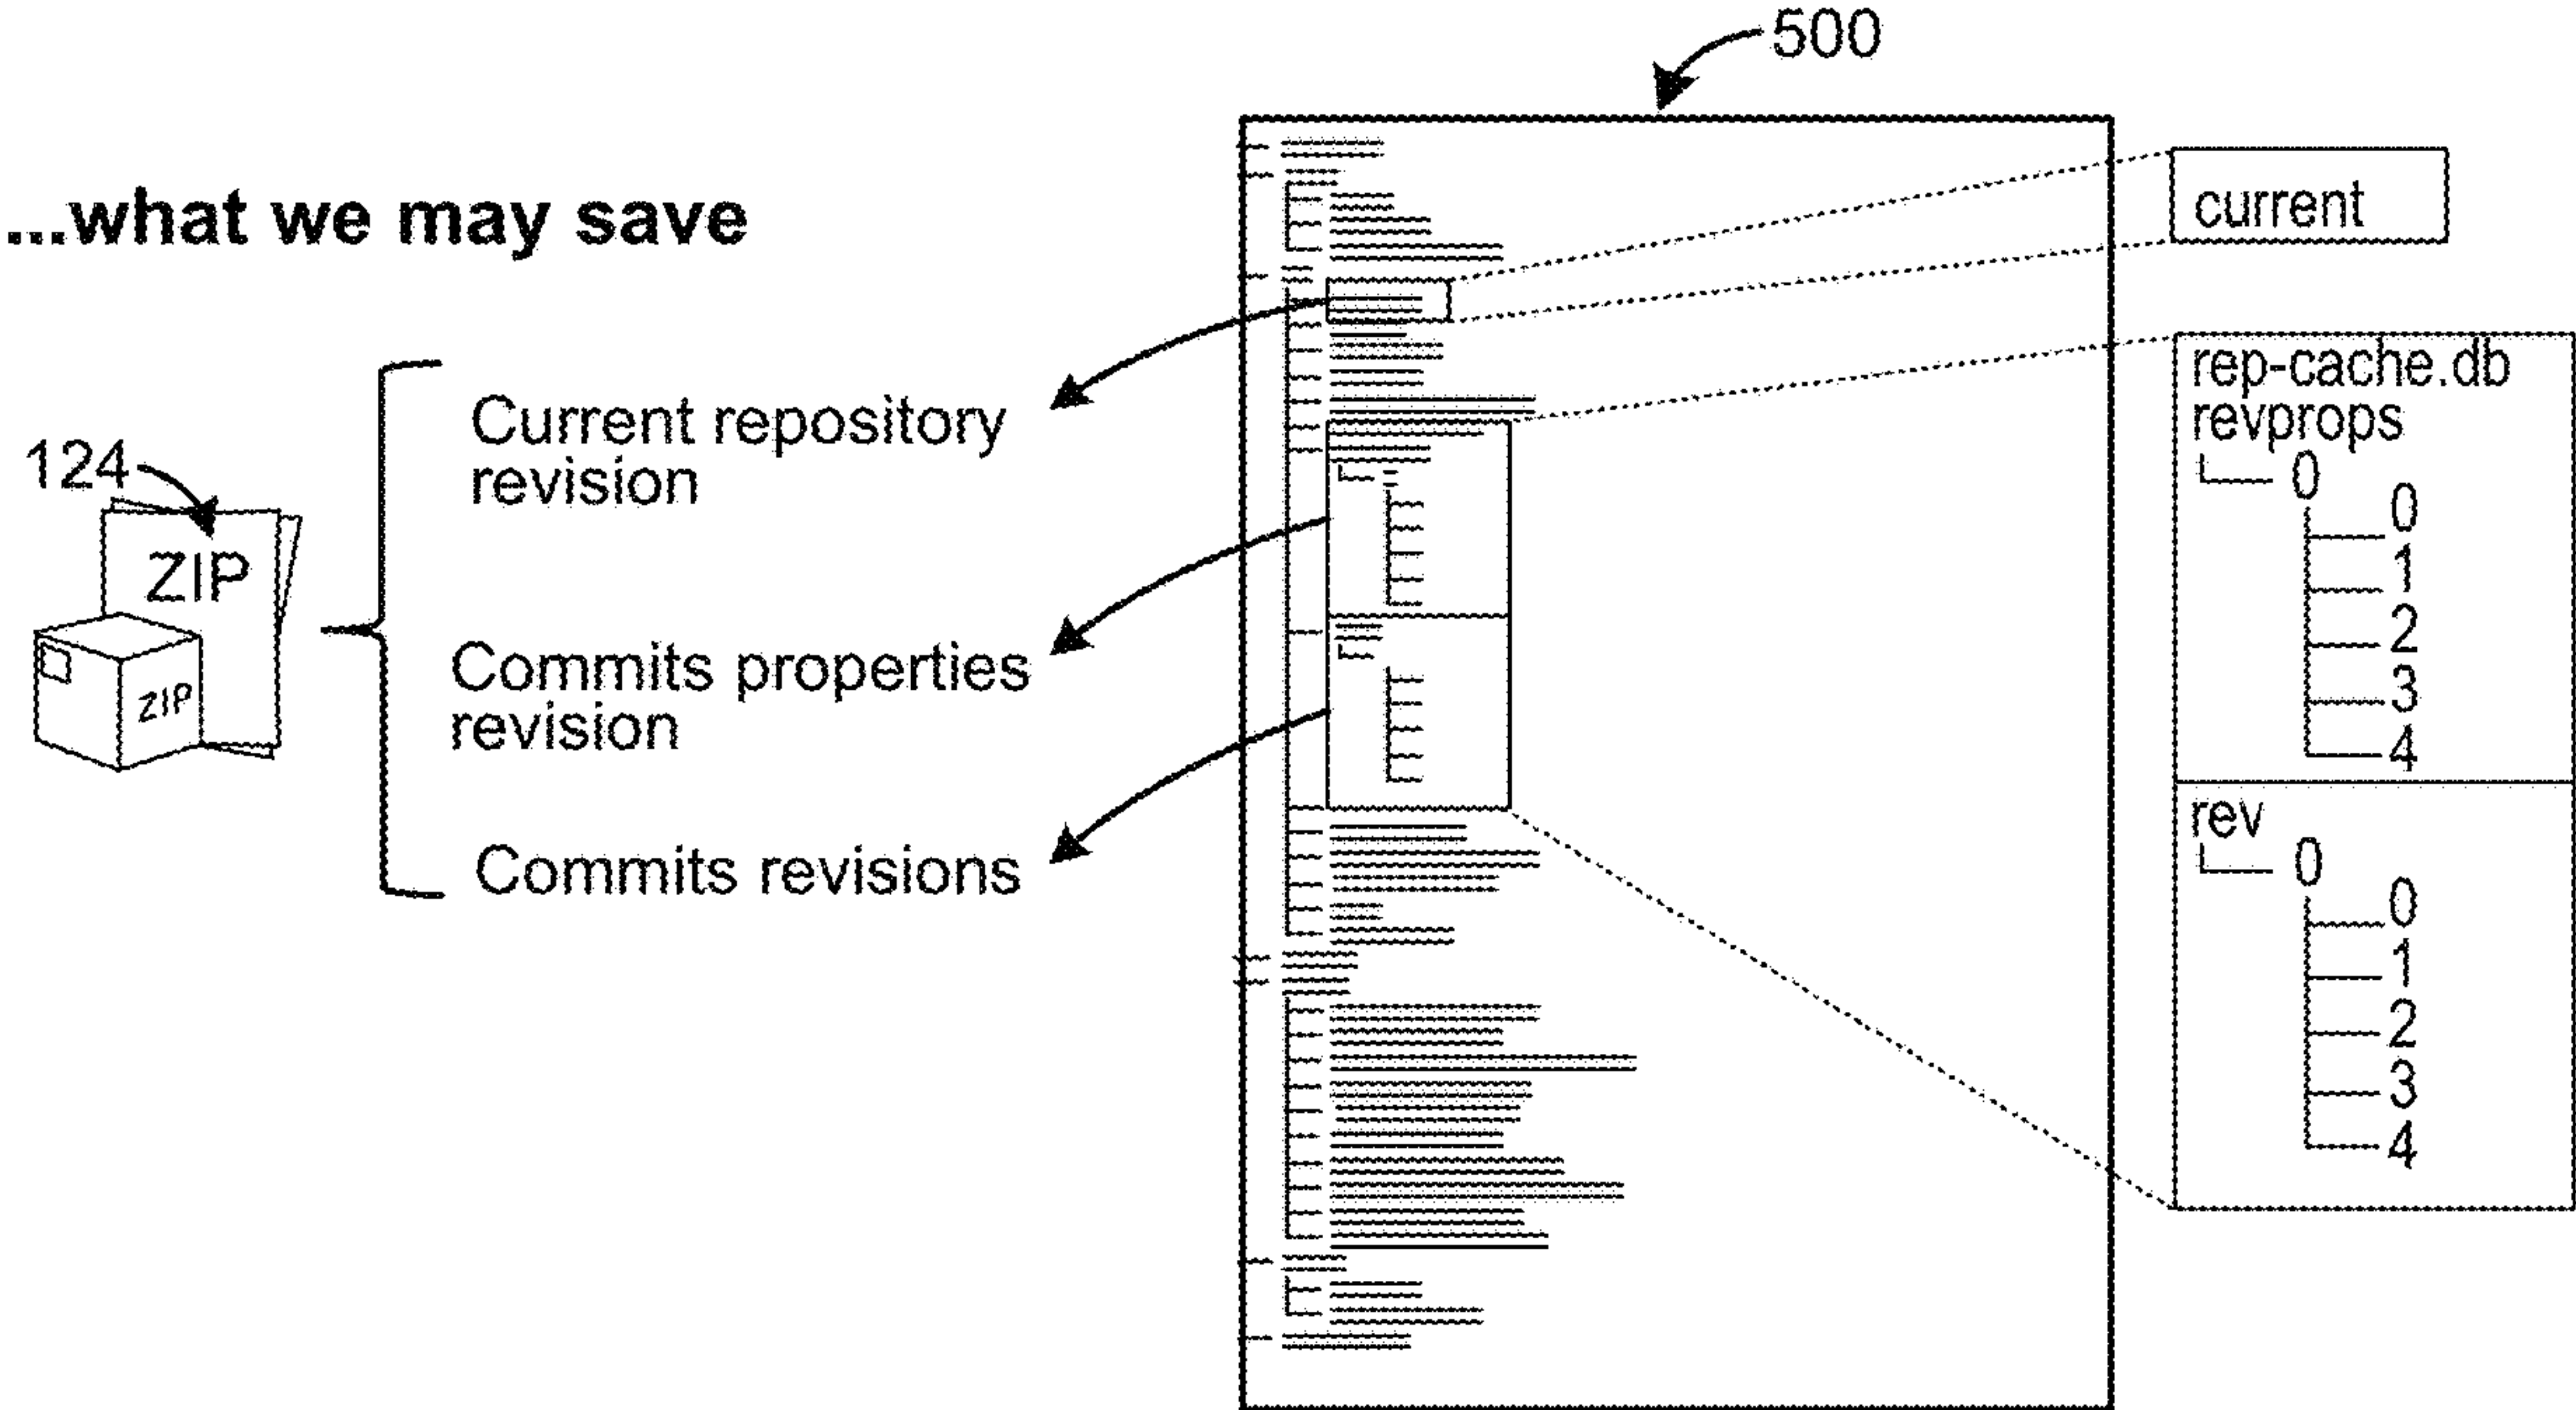 500
...what we may save
current
124
ZIP
ZIP
Current repository
revision
Commits properties
revision
Commits revisions
rep-cache.db
revprops
0
0
1
2
3
4
rev
0
0
1
2
3
4